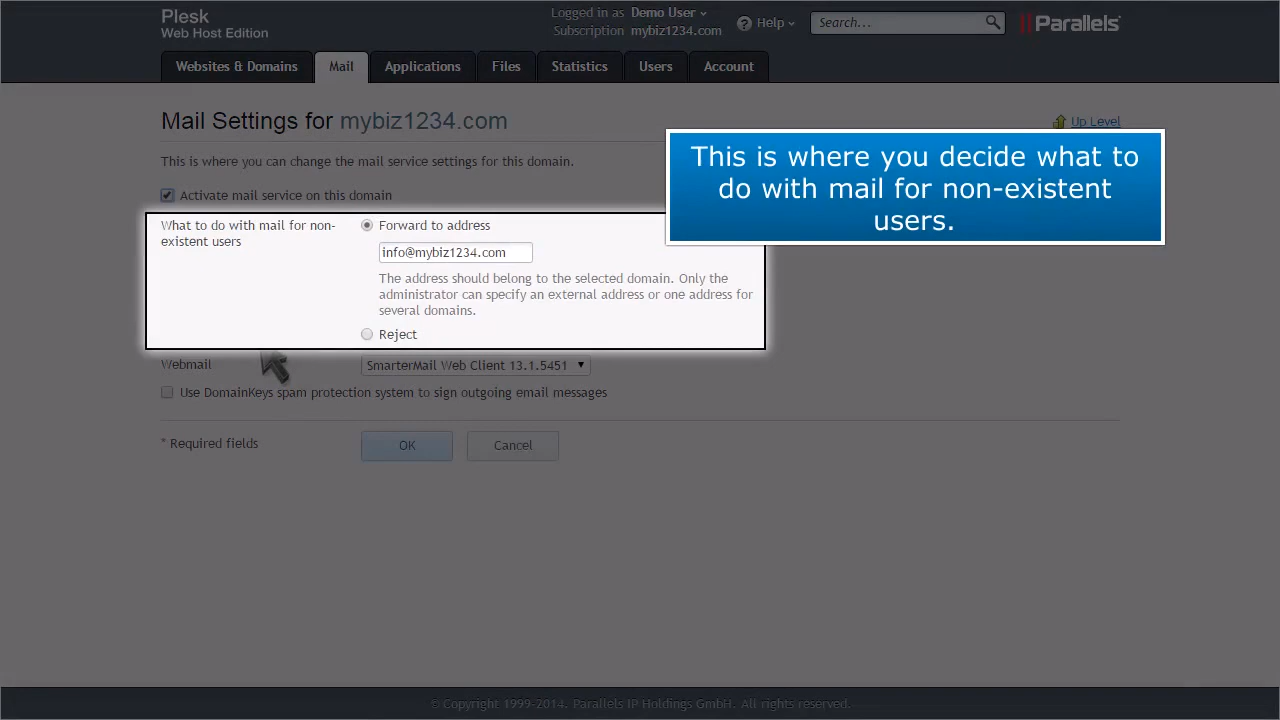 Plesk
Web Host Edition
Logged in as Demo User
Subscription mybiz1234.com
Help
Search...
Parallels
Websites & Domains
Mail
Applications
Files
Statistics
Users
Account
Mail Settings for mybiz1234.com
Up Level
This is where you can change the mail service settings for this domain.
This is where you decide what to
do with mail for non-existent
users.
Activate mail service on this domain
What to do with mail for non-
existent users
Forward to address
info@mybiz1234.com
The address should belong to the selected domain. Only the
administrator can specify an external address or one address for
several domains.
Reject
Webmail
SmarterMail Web Client 13.1.5451
Use DomainKeys spam protection system to sign outgoing email messages
* Required fields
OK
Cancel
© Copyright 1999-2014. Parallels IP Holdings GmbH. All rights reserved.